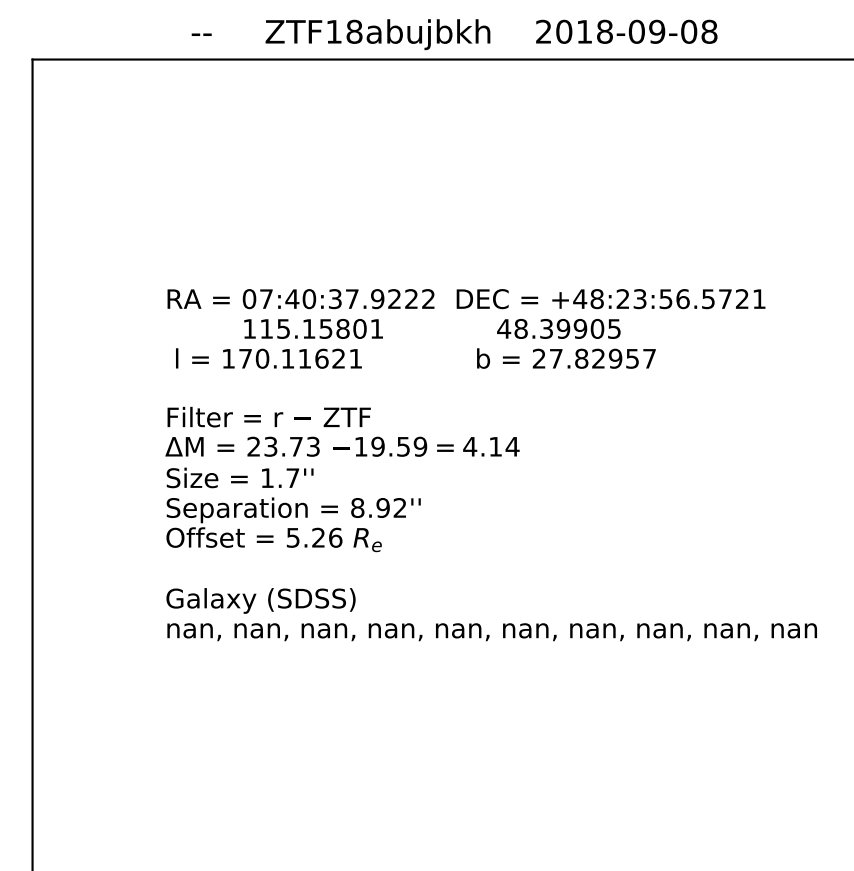 -- ZTF18abujbkh 2018-09-08
RA = 07:40:37.9222 DEC = +48:23:56.5721
115.15801 48.39905
l = 170.11621 b = 27.82957
Filter = r − ZTF
ΔM = 23.73 −19.59 = 4.14
Size = 1.7''
Separation = 8.92''
Offset = 5.26 Re
Galaxy (SDSS)
nan, nan, nan, nan, nan, nan, nan, nan, nan, nan